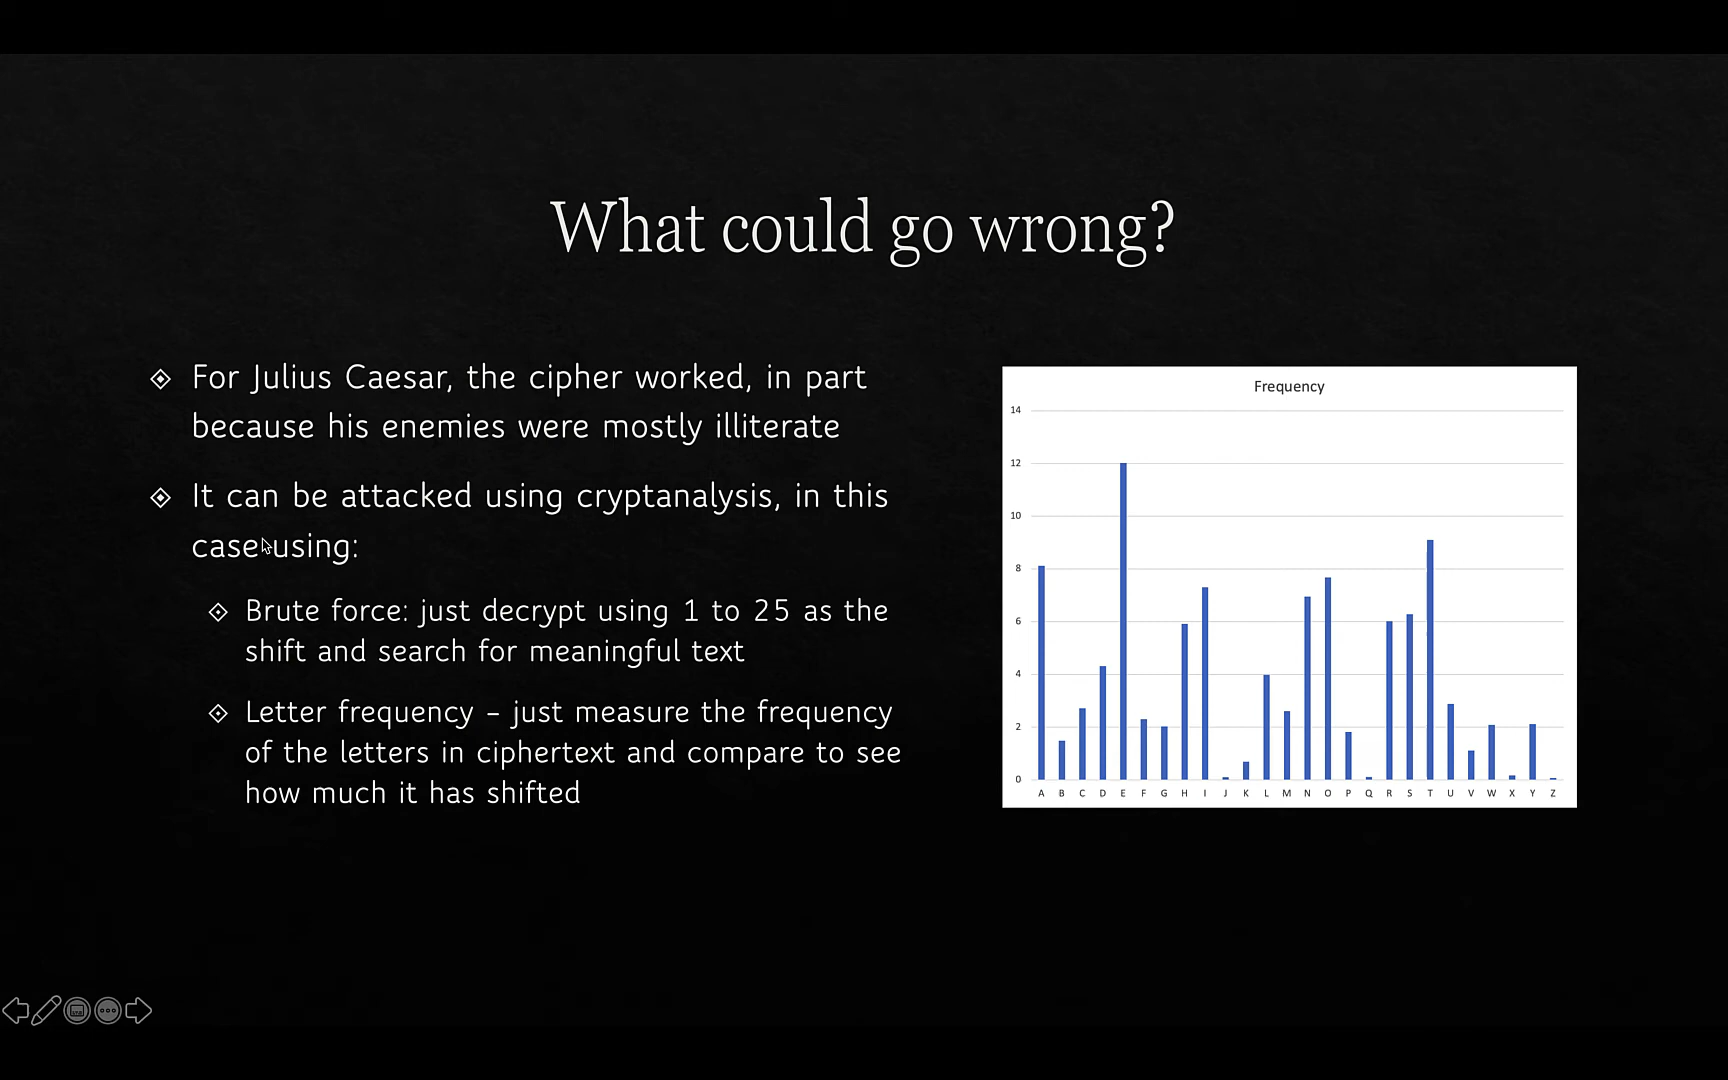 What could go wrong?
For Julius Caesar, the cipher worked, in part
because his enemies were mostly illiterate
It can be attacked using cryptanalysis, in this
case using:
Brute force: just decrypt using 1 to 25 as the
shift and search for meaningful text
Letter frequency – just measure the frequency
of the letters in ciphertext and compare to see
how much it has shifted
Frequency
14
12
10
8
6
4
2
0
A B C D E F G H I J K L M N O P Q R S T U V W X Y Z